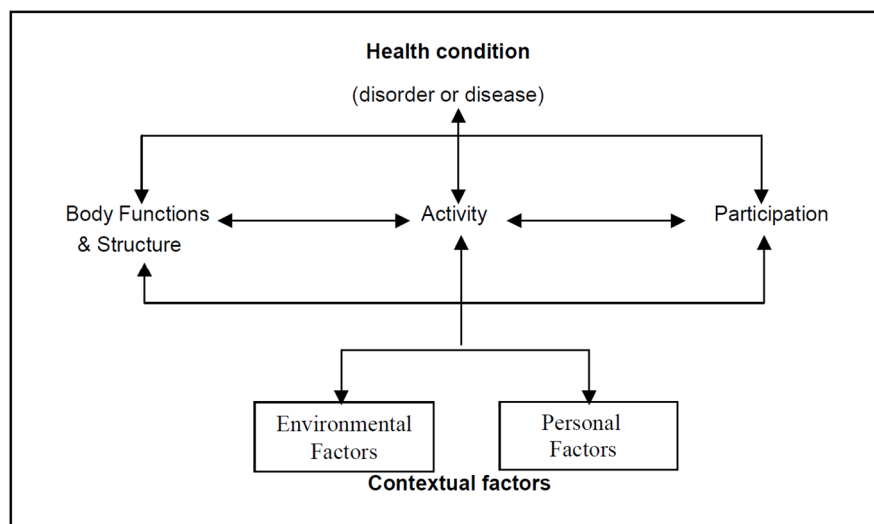 Health condition
(disorder or disease)
Body Functions
& Structure
Activity
Participation
Environmental
Factors
Personal
Factors
Contextual factors